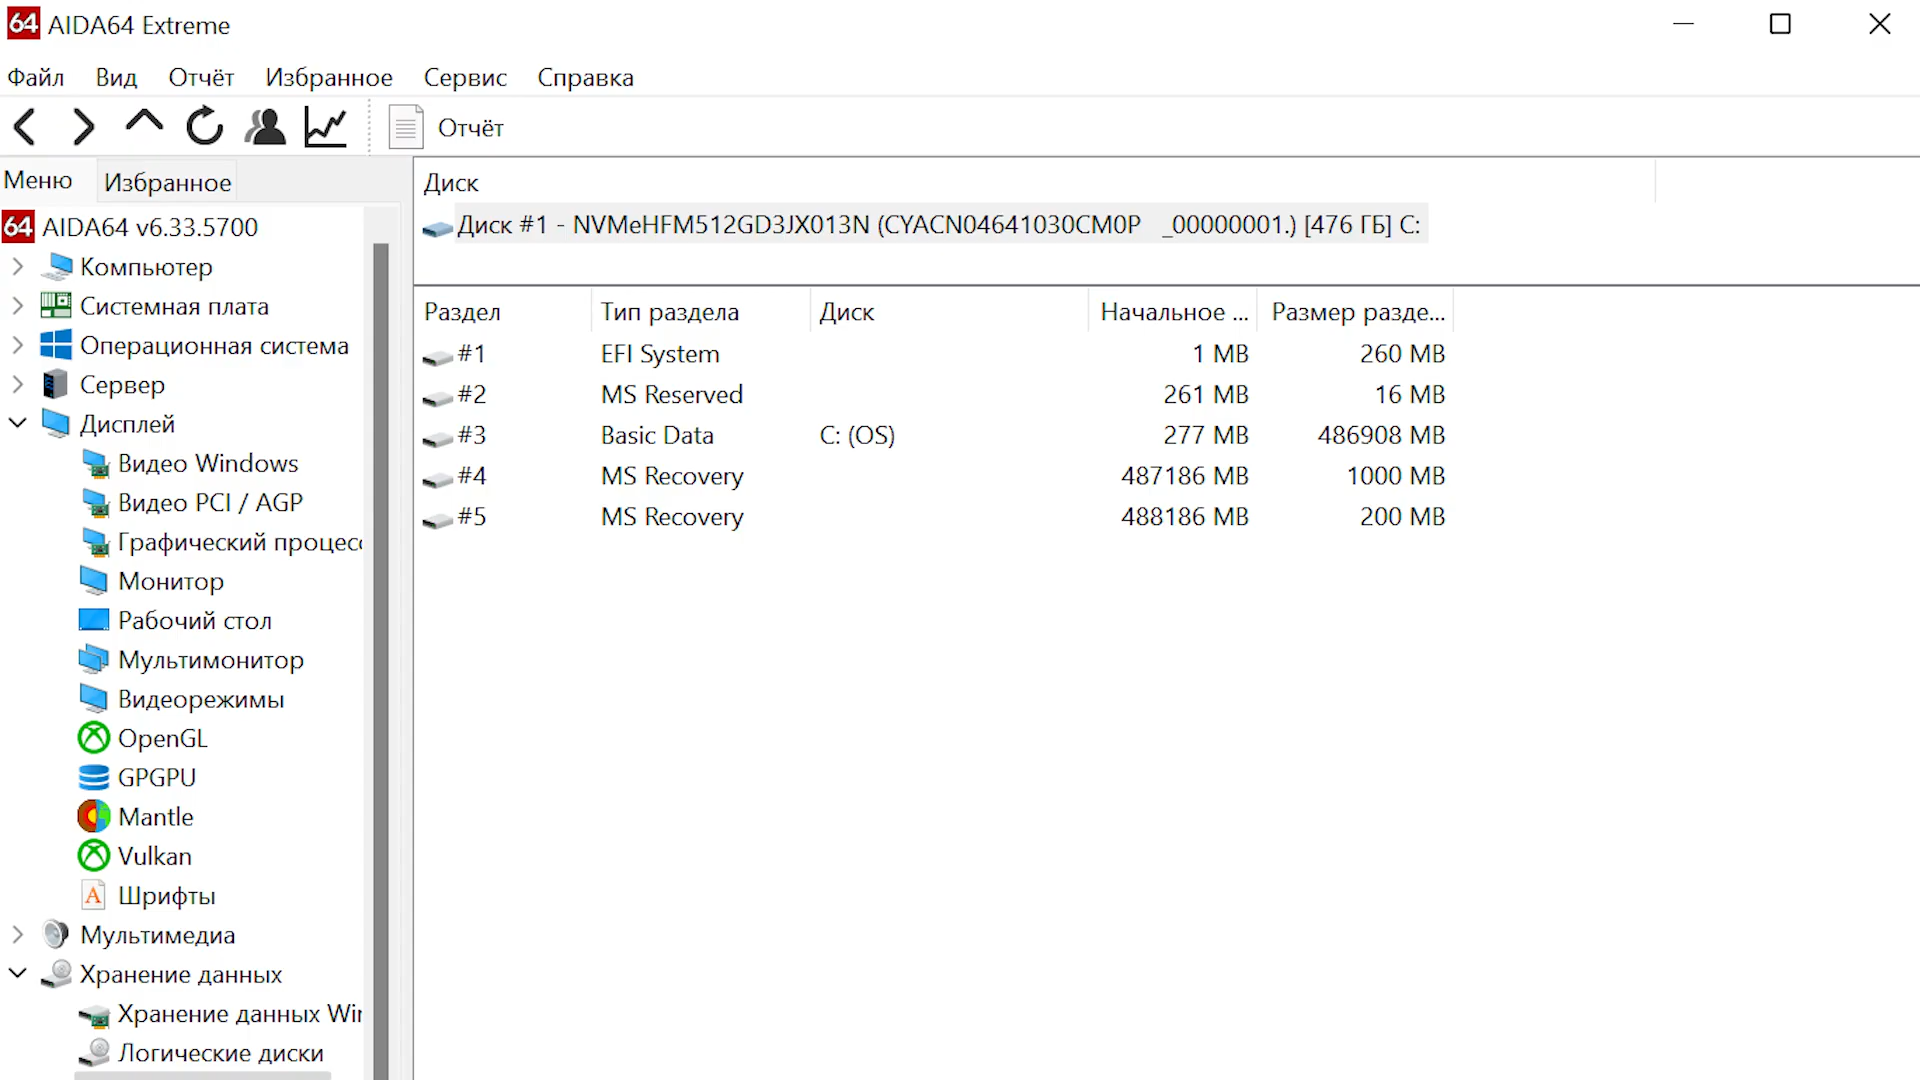 64 AIDA64 Extreme
Файл Вид Отчёт Избранное Сервис Справка
Отчёт
Меню Избранное
64 AIDA64 v6.33.5700
Компьютер
Системная плата
Операционная система
Сервер
Дисплей
Видео Windows
Видео PCI / AGP
Графический процесс
Монитор
Рабочий стол
Мультимонитор
Видеорежимы
OpenGL
GPGPU
Mantle
Vulkan
A Шрифты
Мультимедиа
Хранение данных
Хранение данных Win
Логические диски
Диск
Диск #1 - NVMeHFM512GD3JX013N (CYACN04641030CM0P _00000001.) [476 ГБ] C:
Раздел Тип раздела Диск Начальное ... Размер разде...
#1 EFI System 1 MB 260 MB
#2 MS Reserved 261 MB 16 MB
#3 Basic Data C: (OS) 277 MB 486908 MB
#4 MS Recovery 487186 MB 1000 MB
#5 MS Recovery 488186 MB 200 MB